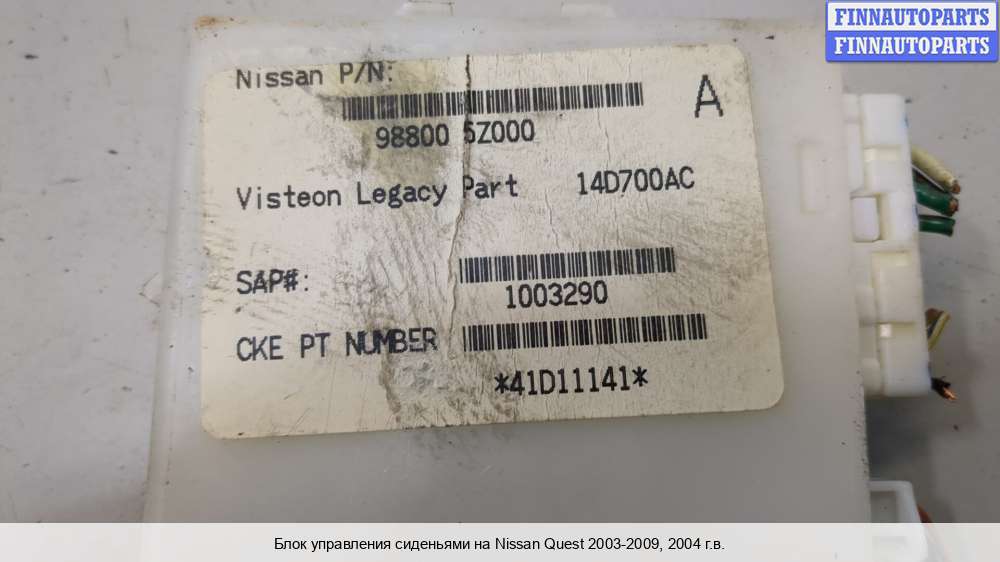 FINNAUTOPARTS
FINNAUTOPARTS
Nissan P/N:
A
98800 5Z000
Visteon Legacy Part 14D700AC
SAP#:
1003290
CKE PT NUMBER
*41D11141*
Блок управления сиденьями на Nissan Quest 2003-2009, 2004 г.в.